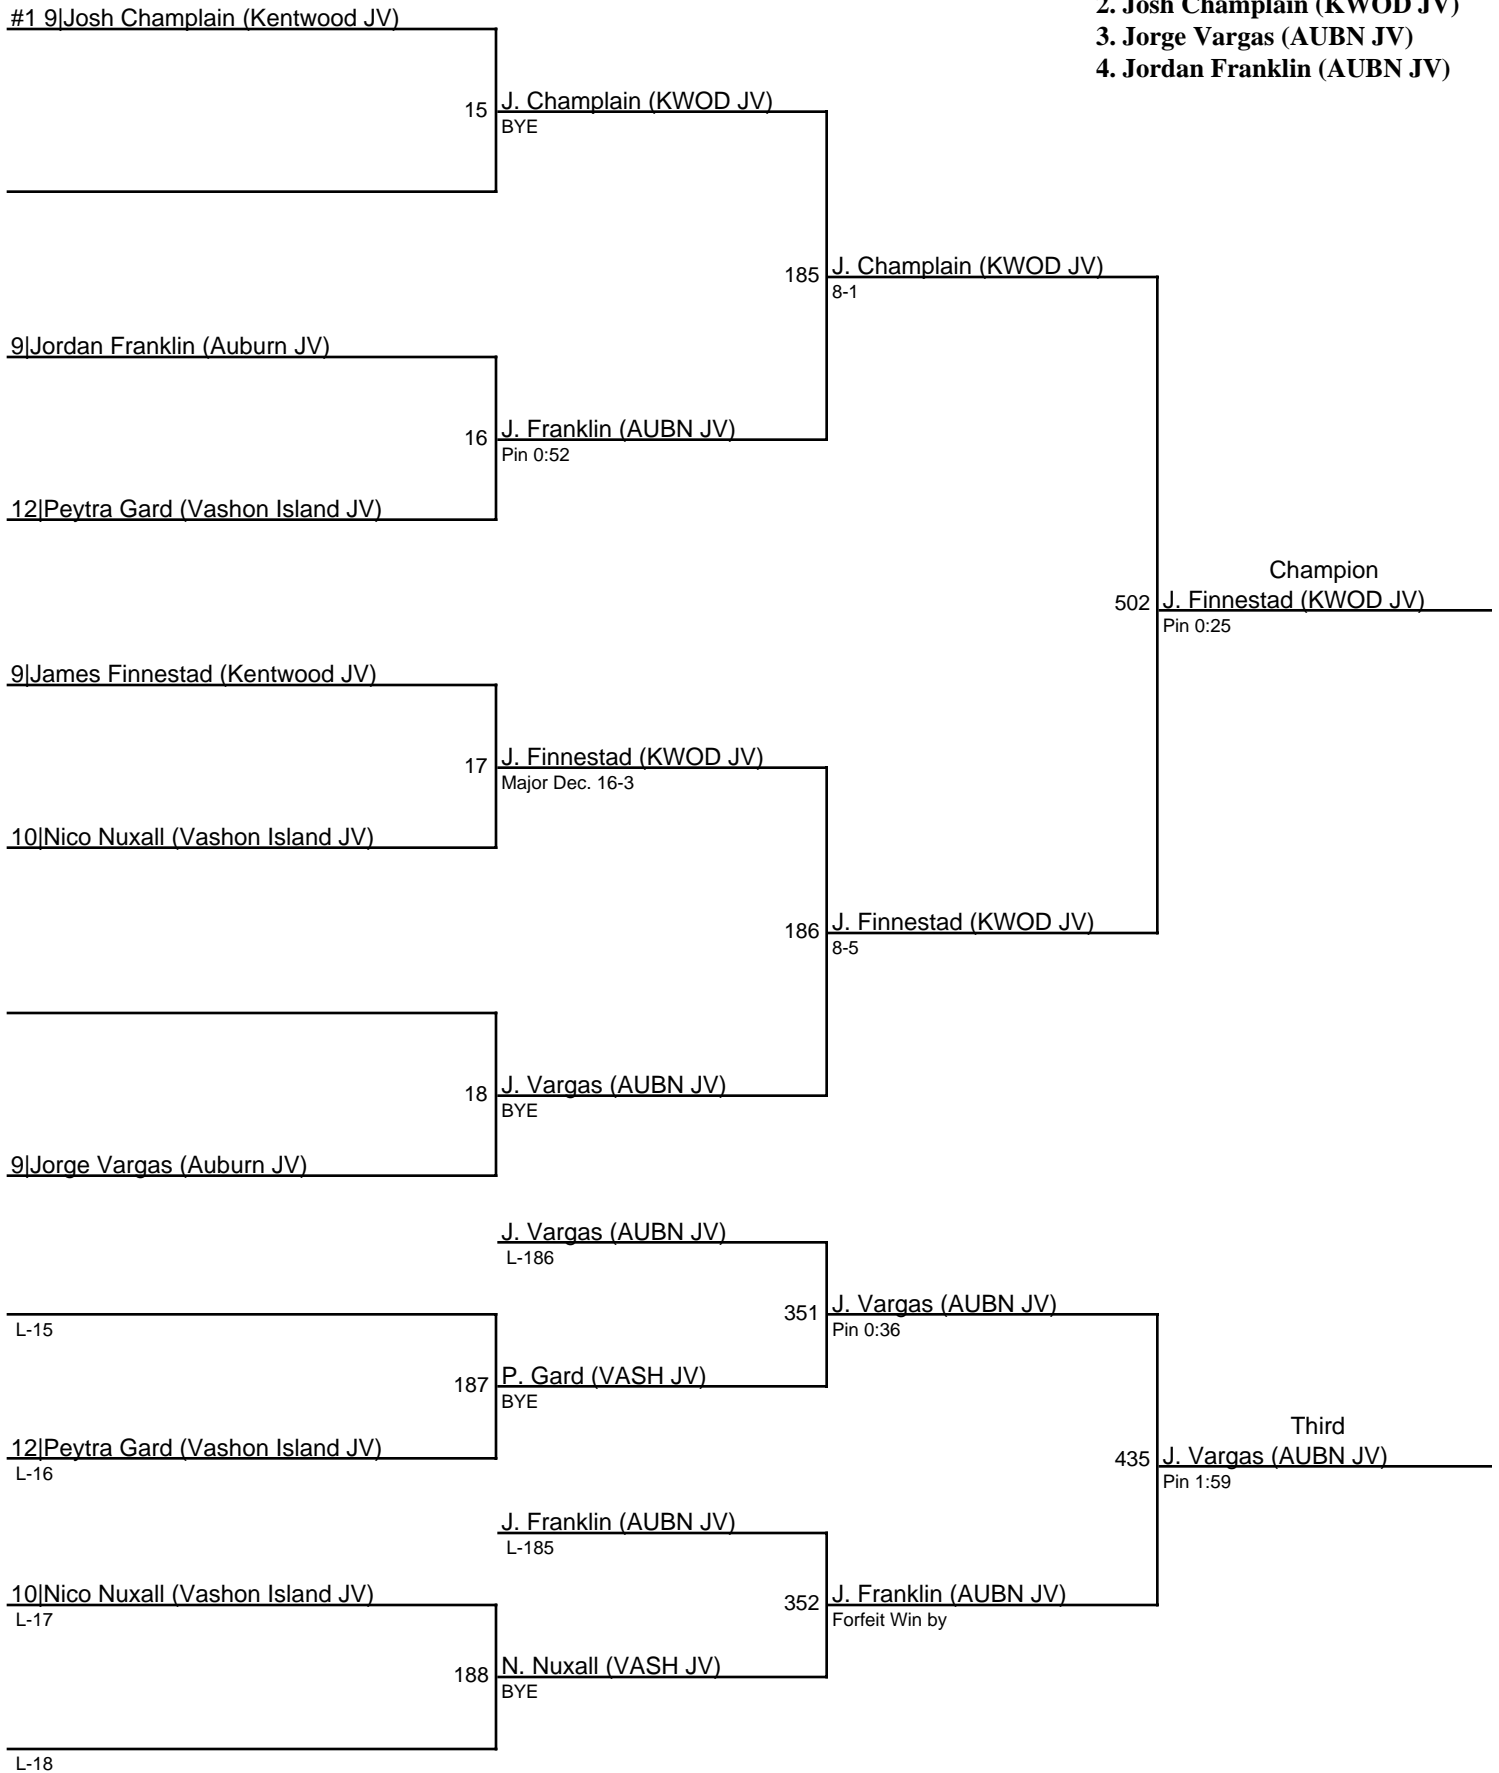 2. Josh Champlain (KWOD JV)
3. Jorge Vargas (AUBN JV)
4. Jordan Franklin (AUBN JV)
#1 9|Josh Champlain (Kentwood JV)
15 J. Champlain (KWOD JV)
BYE
185 J. Champlain (KWOD JV)
8-1
9|Jordan Franklin (Auburn JV)
16 J. Franklin (AUBN JV)
Pin 0:52
12|Peytra Gard (Vashon Island JV)
Champion
502 J. Finnestad (KWOD JV)
Pin 0:25
9|James Finnestad (Kentwood JV)
17 J. Finnestad (KWOD JV)
Major Dec. 16-3
10|Nico Nuxall (Vashon Island JV)
186 J. Finnestad (KWOD JV)
8-5
18 J. Vargas (AUBN JV)
BYE
9|Jorge Vargas (Auburn JV)
J. Vargas (AUBN JV)
L-186
351 J. Vargas (AUBN JV)
Pin 0:36
L-15
187 P. Gard (VASH JV)
BYE
12|Peytra Gard (Vashon Island JV)
L-16
Third
435 J. Vargas (AUBN JV)
Pin 1:59
J. Franklin (AUBN JV)
L-185
10|Nico Nuxall (Vashon Island JV)
L-17
352 J. Franklin (AUBN JV)
Forfeit Win by
188 N. Nuxall (VASH JV)
BYE
L-18